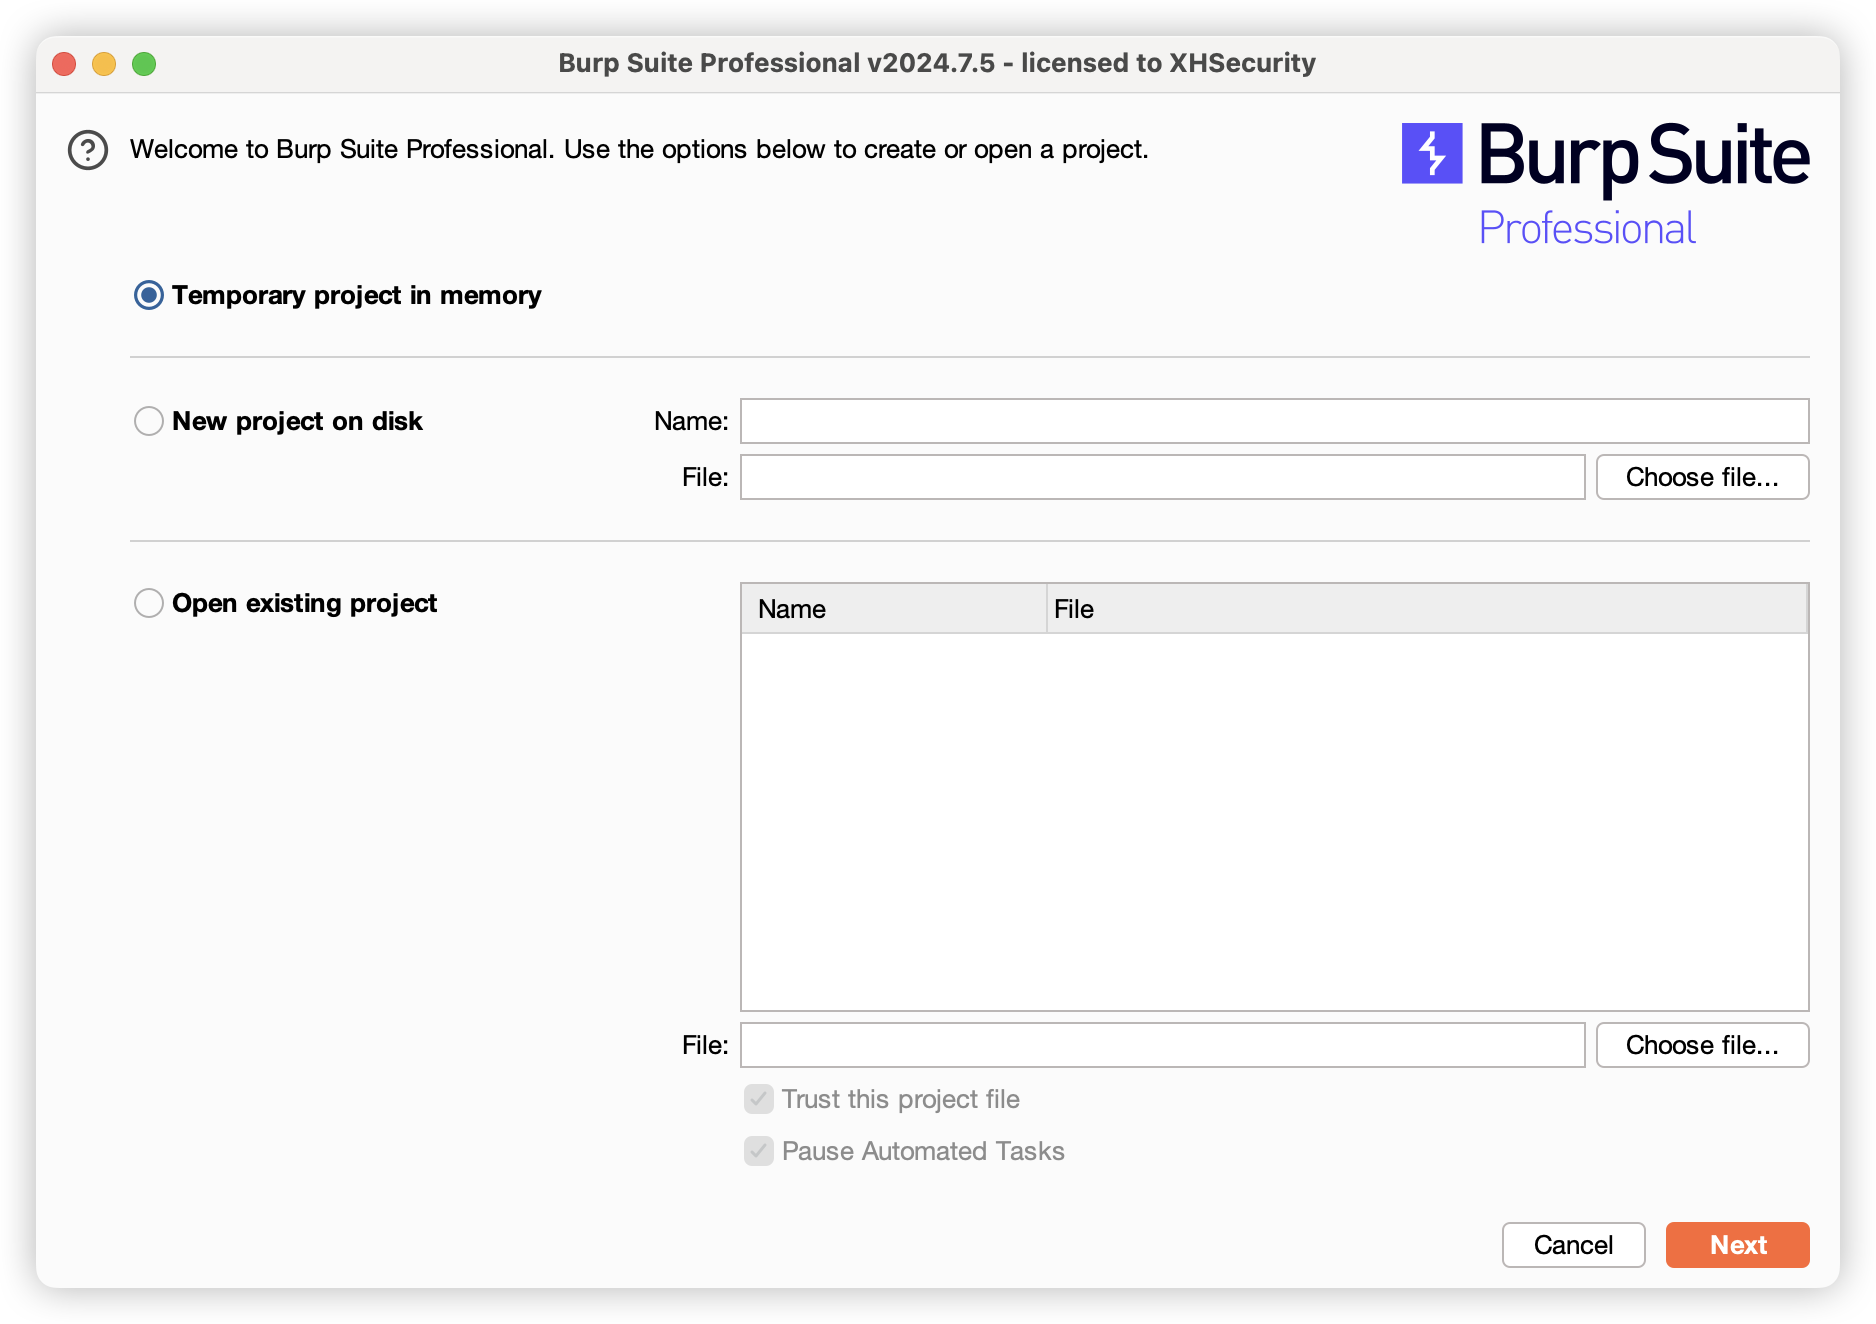 Burp Suite Professional v2024.7.5 - licensed to XHSecurity
Welcome to Burp Suite Professional. Use the options below to create or open a project.
Burp Suite
Professional
Temporary project in memory
New project on disk
Name:
File:
Choose file...
Open existing project
Name
File
File:
Choose file...
Trust this project file
Pause Automated Tasks
Cancel
Next